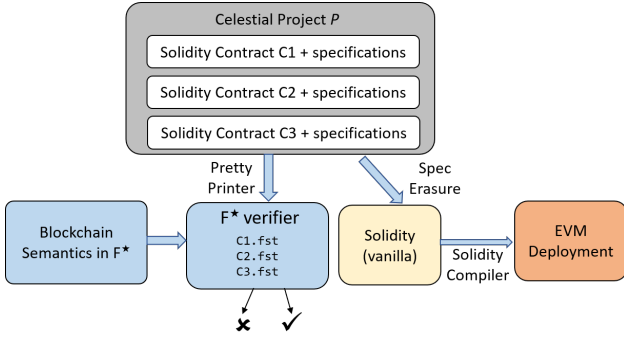 Celestial Project P
Solidity Contract C1 + specifications
Solidity Contract C2 + specifications
Solidity Contract C3 + specifications
Pretty
Printer
Spec
Erasure
Blockchain
Semantics in F★
F★ verifier
C1.fst
C2.fst
C3.fst
Solidity
(vanilla)
Solidity
Compiler
EVM
Deployment
✘ ✓